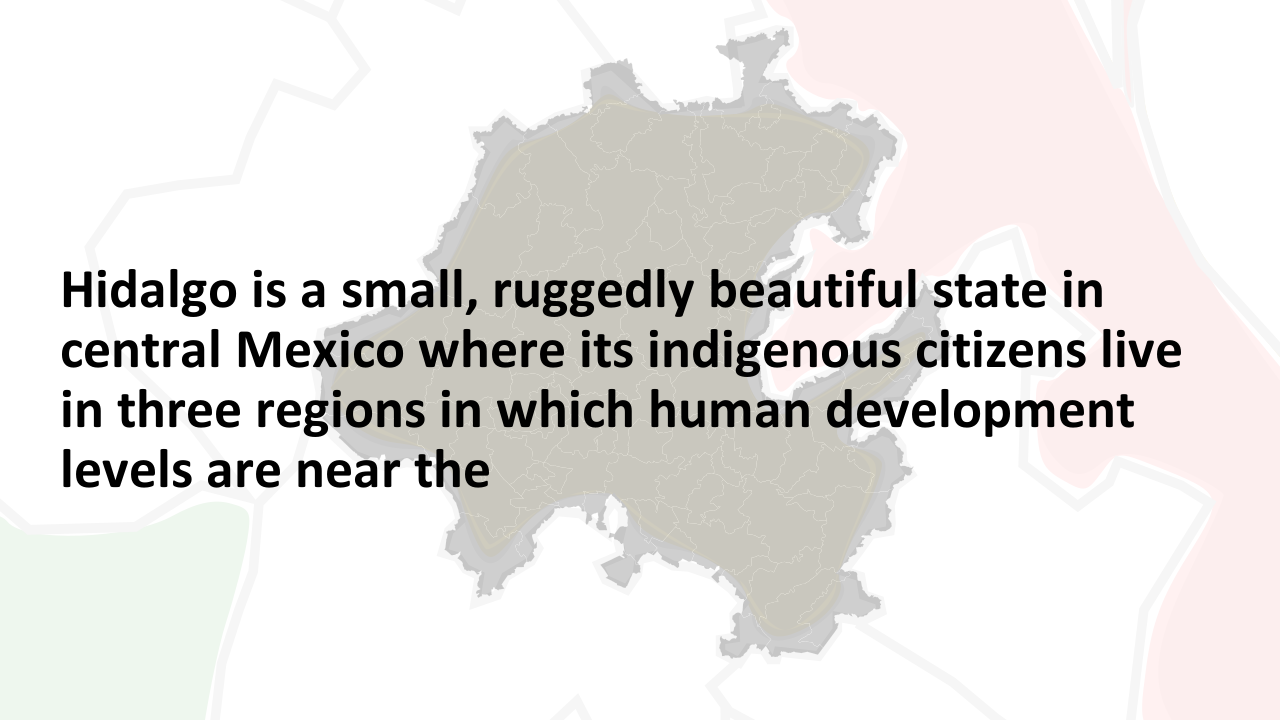 Hidalgo is a small, ruggedly beautiful state in
central Mexico where its indigenous citizens live
in three regions in which human development
levels are near the